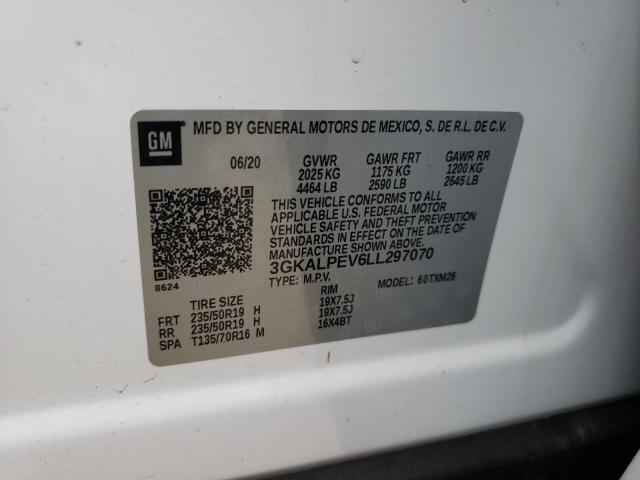 GM
MFD BY GENERAL MOTORS DE MEXICO, S. DE R.L. DE C.V.
06/20 GVWR GAWR FRT GAWR RR
2025 KG 1175 KG 1200 KG
4464 LB 2590 LB 2645 LB
THIS VEHICLE CONFORMS TO ALL
APPLICABLE U.S. FEDERAL MOTOR
VEHICLE SAFETY AND THEFT PREVENTION
STANDARDS IN EFFECT ON THE DATE
OF MANUFACTURE SHOWN ABOVE.
3GKALPEV6LL297070
8624
TYPE: M.P.V. MODEL: 60TXM26
TIRE SIZE RIM
FRT 235/50R19 H 19X7.5J
RR 235/50R19 H 19X7.5J
SPA T135/70R16 M 16X4BT